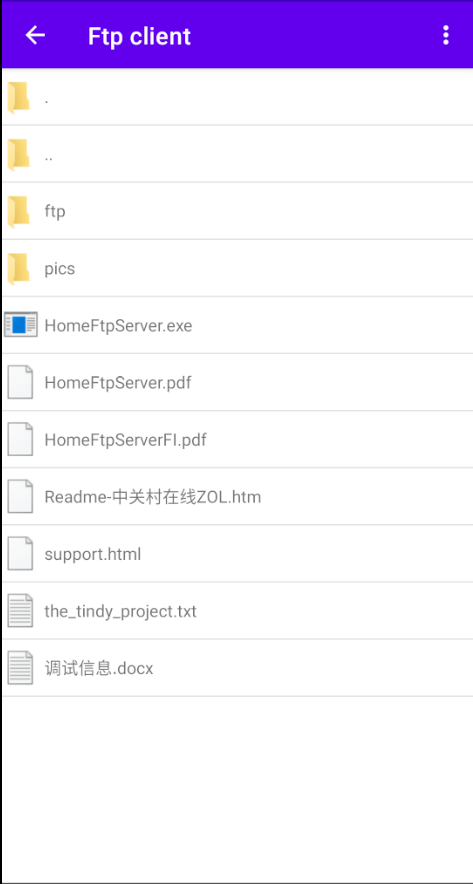 Ftp client
.
..
ftp
pics
HomeFtpServer.exe
HomeFtpServer.pdf
HomeFtpServerFI.pdf
Readme-中关村在线ZOL.htm
support.html
the_tindy_project.txt
调试信息.docx